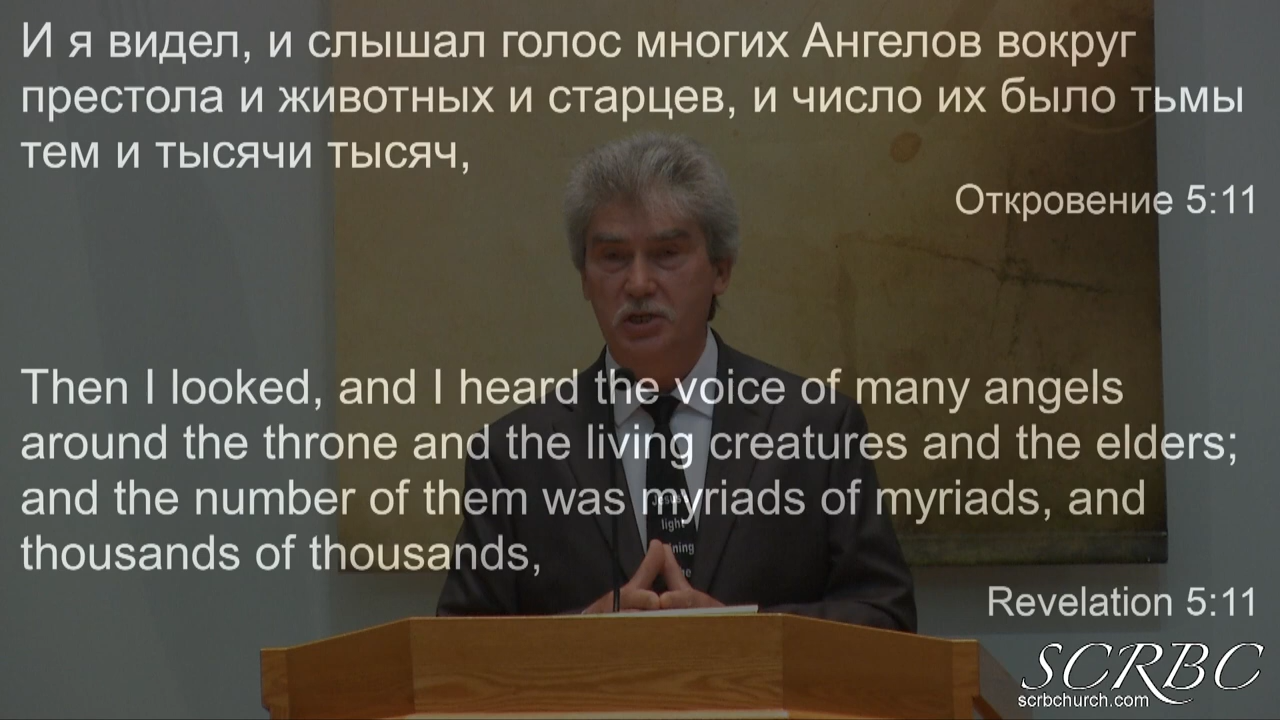 И я видел, и слышал голос многих Ангелов вокруг
престола и животных и старцев, и число их было тьмы
тем и тысячи тысяч,
Откровение 5:11
Then I looked, and I heard the voice of many angels
around the throne and the living creatures and the elders;
and the number of them was myriads of myriads, and
thousands of thousands,
Revelation 5:11
light
SCRBC
scrbchurch.com